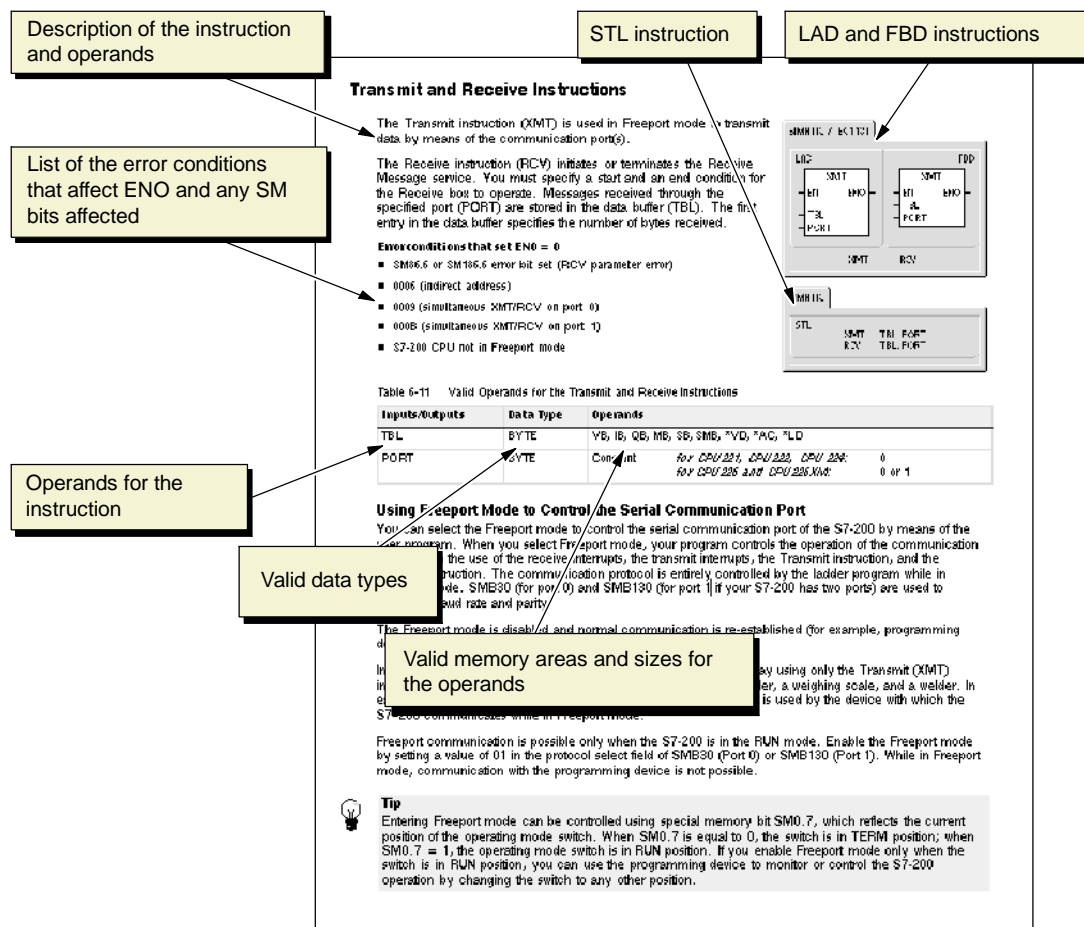 Description of the instruction
and operands
STL instruction
LAD and FBD instructions
Transmit and Receive Instructions
The Transmit instruction (XMT) is used in Freeport mode to transmit
data by means of the communication port(s).
List of the error conditions
that affect ENO and any SM
bits affected
The Receive instruction (RCV) initiates or terminates the Receive
Message service. You must specify a start and an end condition for
the Receive box to operate. Messages received through the
specified port (PORT) are stored in the data buffer (TBL). The first
entry in the data buffer specifies the number of bytes received.
Error conditions that set ENO = 0
■ SM86.6 or SM186.6 error bit set (RCV parameter error)
■ 0006 (indirect address)
■ 0009 (simultaneous XMT/RCV on port 0)
■ 000B (simultaneous XMT/RCV on port 1)
■ S7-200 CPU not in Freeport mode
LAD FBD
XMT XMT
EN ENO EN ENO
TBL
PORT PORT
XMT RCV
STL
XMT TBL, PORT
RCV TBL, PORT
Table 6-11 Valid Operands for the Transmit and Receive Instructions
Inputs/Outputs Data Type Operands
TBL BYTE VB, IB, QB, MB, SB, SMB, *VD, *AC, *LD
PORT BYTE Constant for CPU 221, CPU 222, CPU 224: 0
for CPU 226 and CPU 226XM: 0 or 1
Operands for the
instruction
Using Freeport Mode to Control the Serial Communication Port
You can select the Freeport mode to control the serial communication port of the S7-200 by means of the
user program. When you select Freeport mode, your program controls the operation of the communication
the use of the receive interrupts, the transmit interrupts, the Transmit instruction, and the
The communication protocol is entirely controlled by the ladder program while in
SMB30 (for port 0) and SMB130 (for port 1 if your S7-200 has two ports) are used to
baud rate and parity.
Valid data types
The Freeport mode is disabled and normal communication is re-established (for example, programming
Valid memory areas and sizes for
the operands
using only the Transmit (XMT)
a weighing scale, and a welder. In
is used by the device with which the
S7-200 communicates while in Freeport mode.
Freeport communication is possible only when the S7-200 is in the RUN mode. Enable the Freeport mode
by setting a value of 01 in the protocol select field of SMB30 (Port 0) or SMB130 (Port 1). While in Freeport
mode, communication with the programming device is not possible.
Tip
Entering Freeport mode can be controlled using special memory bit SM0.7, which reflects the current
position of the operating mode switch. When SM0.7 is equal to 0, the switch is in TERM position; when
SM0.7 = 1, the operating mode switch is in RUN position. If you enable Freeport mode only when the
switch is in RUN position, you can use the programming device to monitor or control the S7-200
operation by changing the switch to any other position.